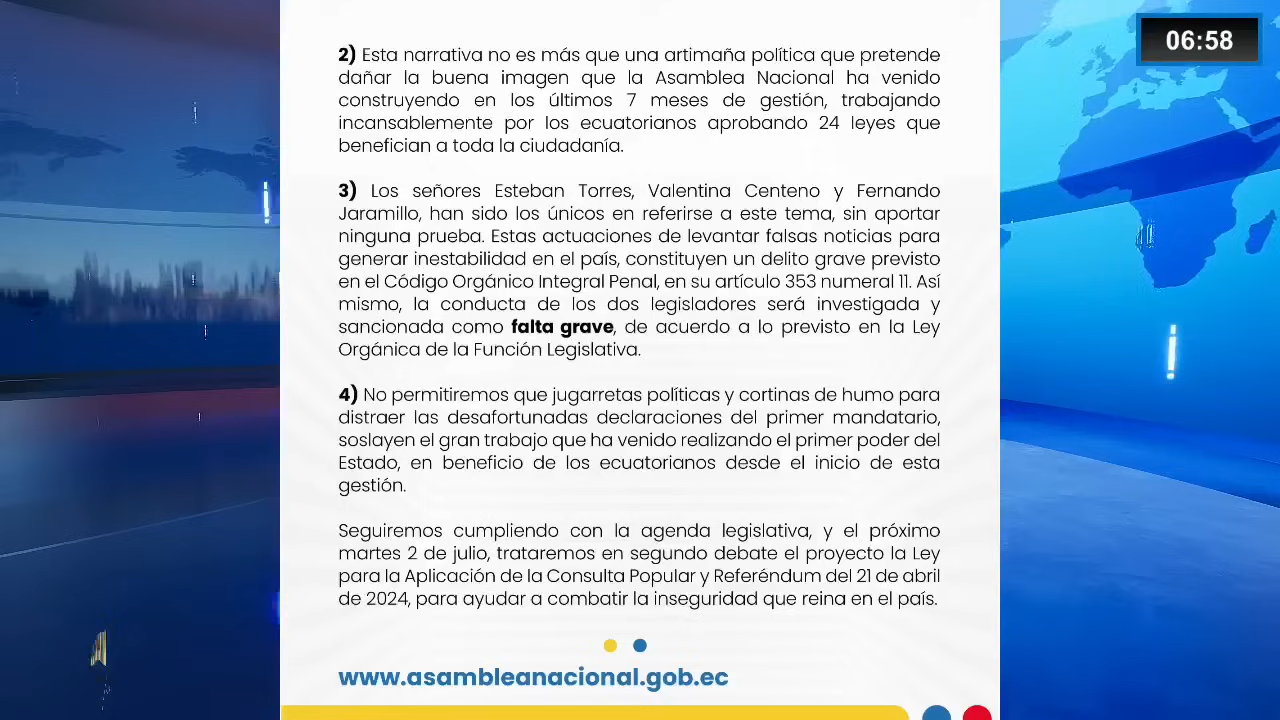 06:58
2) Esta narrativa no es más que una artimaña política que pretende
dañar la buena imagen que la Asamblea Nacional ha venido
construyendo en los últimos 7 meses de gestión, trabajando
incansablemente por los ecuatorianos aprobando 24 leyes que
benefician a toda la ciudadanía.
3) Los señores Esteban Torres, Valentina Centeno y Fernando
Jaramillo, han sido los únicos en referirse a este tema, sin aportar
ninguna prueba. Estas actuaciones de levantar falsas noticias para
generar inestabilidad en el país, constituyen un delito grave previsto
en el Código Orgánico Integral Penal, en su artículo 353 numeral 11. Así
mismo, la conducta de los dos legisladores será investigada y
sancionada como falta grave, de acuerdo a lo previsto en la Ley
Orgánica de la Función Legislativa.
4) No permitiremos que jugarretas políticas y cortinas de humo para
distraer las desafortunadas declaraciones del primer mandatario,
soslayen el gran trabajo que ha venido realizando el primer poder del
Estado, en beneficio de los ecuatorianos desde el inicio de esta
gestión.
Seguiremos cumpliendo con la agenda legislativa, y el próximo
martes 2 de julio, trataremos en segundo debate el proyecto la Ley
para la Aplicación de la Consulta Popular y Referéndum del 21 de abril
de 2024, para ayudar a combatir la inseguridad que reina en el país.
www.asambleanacional.gob.ec